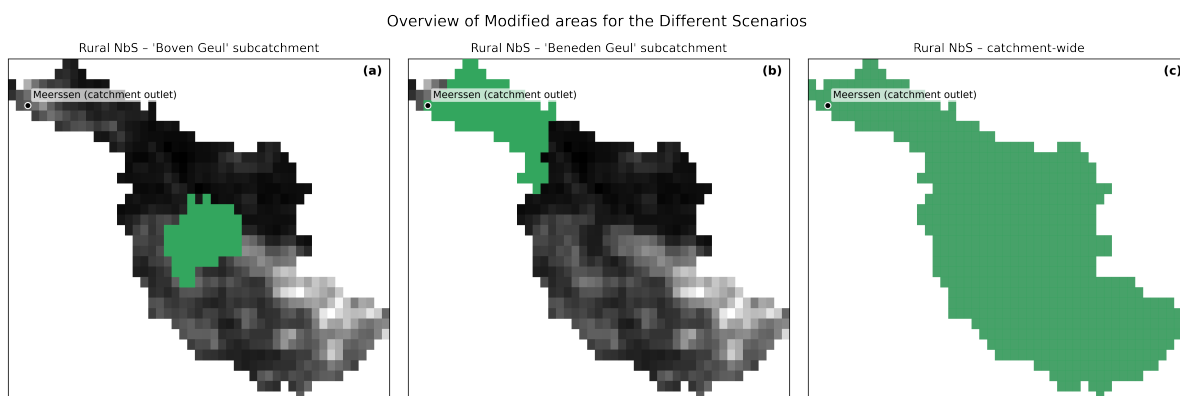 Overview of Modified areas for the Different Scenarios
Rural NbS – 'Boven Geul' subcatchment
(a)
Meerssen (catchment outlet)
Rural NbS – 'Beneden Geul' subcatchment
(b)
Meerssen (catchment outlet)
Rural NbS – catchment-wide
(c)
Meerssen (catchment outlet)